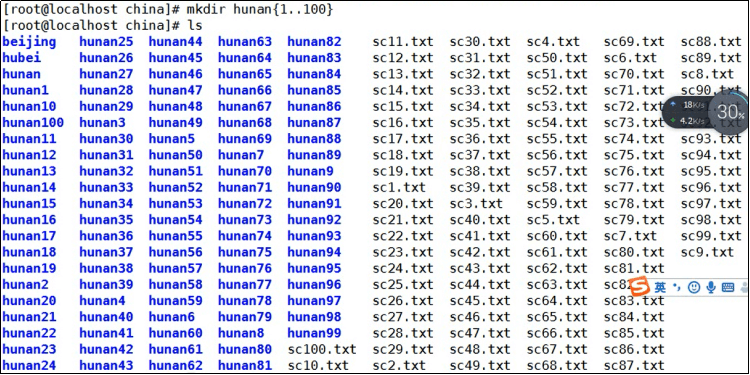 [root@localhost china]# mkdir hunan{1..100}
[root@localhost china]# ls
beijing hunan25 hunan44 hunan63 hunan82 sc11.txt sc30.txt sc4.txt sc69.txt sc88.txt
hubei hunan26 hunan45 hunan64 hunan83 sc12.txt sc31.txt sc50.txt sc6.txt sc89.txt
hunan hunan27 hunan46 hunan65 hunan84 sc13.txt sc32.txt sc51.txt sc70.txt sc8.txt
hunan1 hunan28 hunan47 hunan66 hunan85 sc14.txt sc33.txt sc52.txt sc71.txt sc90.txt
hunan10 hunan29 hunan48 hunan67 hunan86 sc15.txt sc34.txt sc53.txt sc72.txt 18K/s
hunan100 hunan3 hunan49 hunan68 hunan87 sc16.txt sc35.txt sc54.txt sc73.txt 4.2K/s 30%
hunan11 hunan30 hunan5 hunan69 hunan88 sc17.txt sc36.txt sc55.txt sc74.txt sc93.txt
hunan12 hunan31 hunan50 hunan7 hunan89 sc18.txt sc37.txt sc56.txt sc75.txt sc94.txt
hunan13 hunan32 hunan51 hunan70 hunan9 sc19.txt sc38.txt sc57.txt sc76.txt sc95.txt
hunan14 hunan33 hunan52 hunan71 hunan90 sc1.txt sc39.txt sc58.txt sc77.txt sc96.txt
hunan15 hunan34 hunan53 hunan72 hunan91 sc20.txt sc3.txt sc59.txt sc78.txt sc97.txt
hunan16 hunan35 hunan54 hunan73 hunan92 sc21.txt sc40.txt sc5.txt sc79.txt sc98.txt
hunan17 hunan36 hunan55 hunan74 hunan93 sc22.txt sc41.txt sc60.txt sc7.txt sc99.txt
hunan18 hunan37 hunan56 hunan75 hunan94 sc23.txt sc42.txt sc61.txt sc80.txt sc9.txt
hunan19 hunan38 hunan57 hunan76 hunan95 sc24.txt sc43.txt sc62.txt sc81.txt
hunan2 hunan39 hunan58 hunan77 hunan96 sc25.txt sc44.txt sc63.txt 英
hunan20 hunan4 hunan59 hunan78 hunan97 sc26.txt sc45.txt sc64.txt sc83.txt
hunan21 hunan40 hunan6 hunan79 hunan98 sc27.txt sc46.txt sc65.txt sc84.txt
hunan22 hunan41 hunan60 hunan8 hunan99 sc28.txt sc47.txt sc66.txt sc85.txt
hunan23 hunan42 hunan61 hunan80 sc100.txt sc29.txt sc48.txt sc67.txt sc86.txt
hunan24 hunan43 hunan62 hunan81 sc10.txt sc2.txt sc49.txt sc68.txt sc87.txt